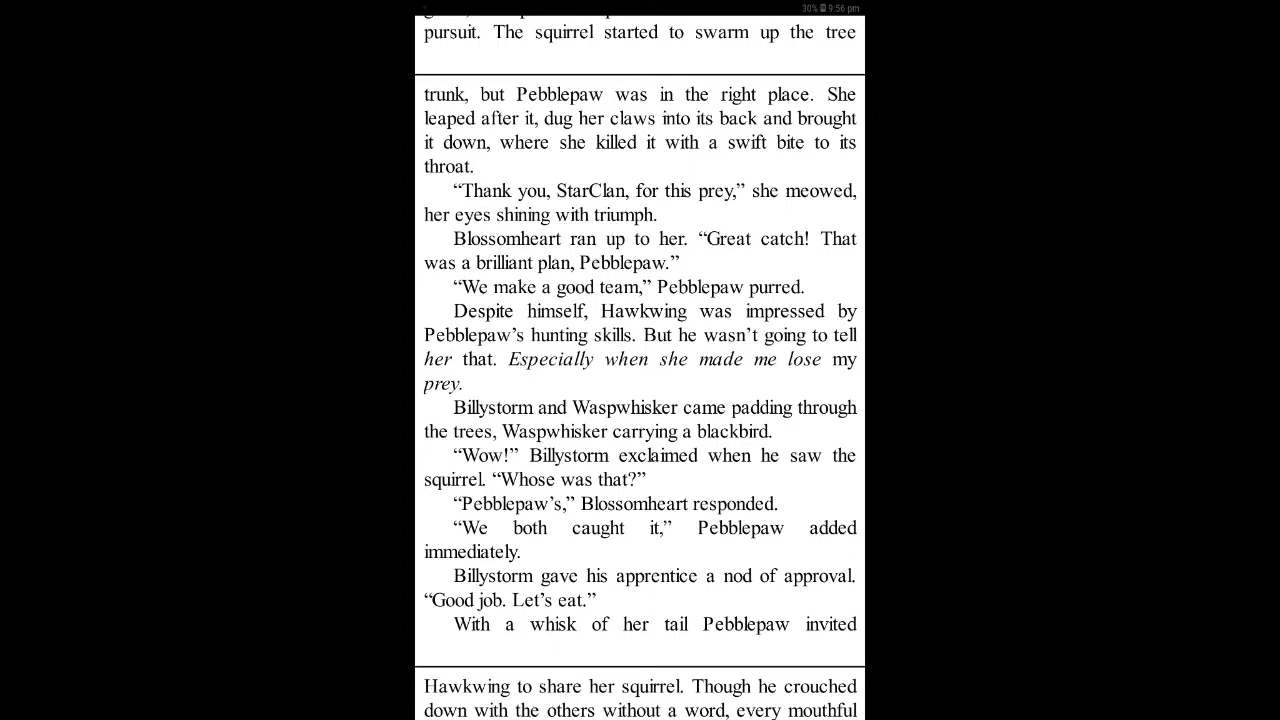 30% 9:56 pm
pursuit. The squirrel started to swarm up the tree
trunk, but Pebblepaw was in the right place. She
leaped after it, dug her claws into its back and brought
it down, where she killed it with a swift bite to its
throat.
“Thank you, StarClan, for this prey,” she meowed,
her eyes shining with triumph.
Blossomheart ran up to her. “Great catch! That
was a brilliant plan, Pebblepaw.”
“We make a good team,” Pebblepaw purred.
Despite himself, Hawkwing was impressed by
Pebblepaw’s hunting skills. But he wasn’t going to tell
her that. Especially when she made me lose my
prey.
Billystorm and Waspwhisker came padding through
the trees, Waspwhisker carrying a blackbird.
“Wow!” Billystorm exclaimed when he saw the
squirrel. “Whose was that?”
“Pebblepaw’s,” Blossomheart responded.
“We both caught it,” Pebblepaw added
immediately.
Billystorm gave his apprentice a nod of approval.
“Good job. Let’s eat.”
With a whisk of her tail Pebblepaw invited
Hawkwing to share her squirrel. Though he crouched
down with the others without a word, every mouthful